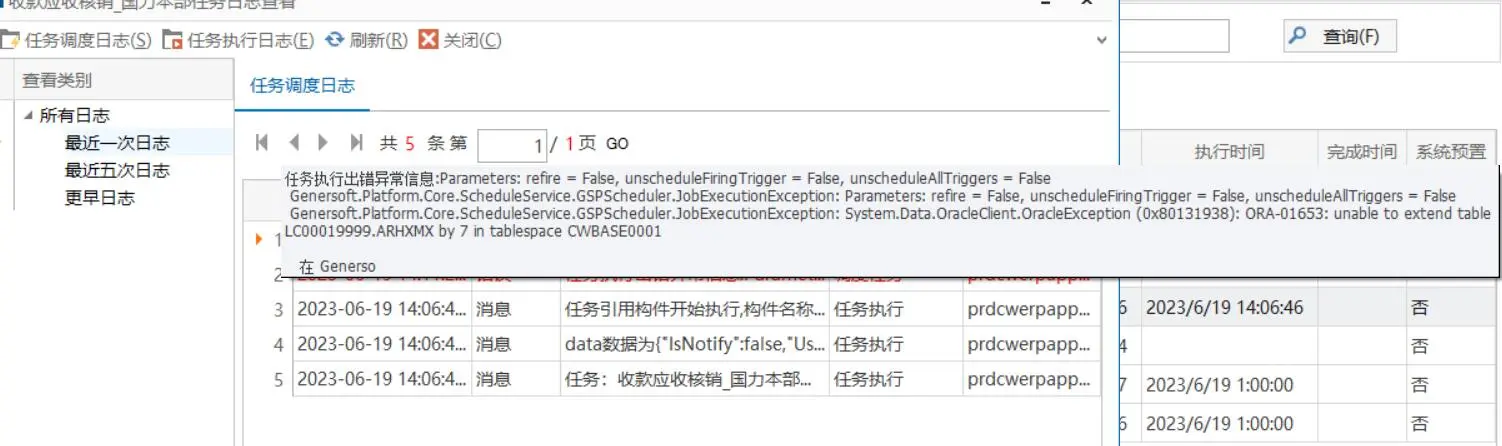 收款应收核销_国力本部任务日志查看
任务调度日志(S) 任务执行日志(E) 刷新(R) 关闭(C)
查询(F)
查看类别
任务调度日志
所有日志
最近一次日志
最近五次日志
更早日志
共 5 条 第 1 / 1 页 GO
执行时间 完成时间 系统预置
任务执行出错异常信息:Parameters: refire = False, unscheduleFiringTrigger = False, unscheduleAllTriggers = False
Genersoft.Platform.Core.ScheduleService.GSPScheduler.JobExecutionException: Parameters: refire = False, unscheduleFiringTrigger = False, unscheduleAllTriggers = False
Genersoft.Platform.Core.ScheduleService.GSPScheduler.JobExecutionException: System.Data.OracleClient.OracleException (0x80131938): ORA-01653: unable to extend table
LC00019999.ARHXMX by 7 in tablespace CWBASE0001
在 Generso
1
2
3 2023-06-19 14:06:4... 消息 任务引用构件开始执行,构件名称... 任务执行 prdcwerpapp... 6 2023/6/19 14:06:46 否
4 2023-06-19 14:06:4... 消息 data数据为{"IsNotify":false,"Us... 任务执行 prdcwerpapp... 4 否
5 2023-06-19 14:06:4... 消息 任务：收款应收核销_国力本部... 任务执行 prdcwerpapp... 7 2023/6/19 1:00:00 否
6 2023/6/19 1:00:00 否